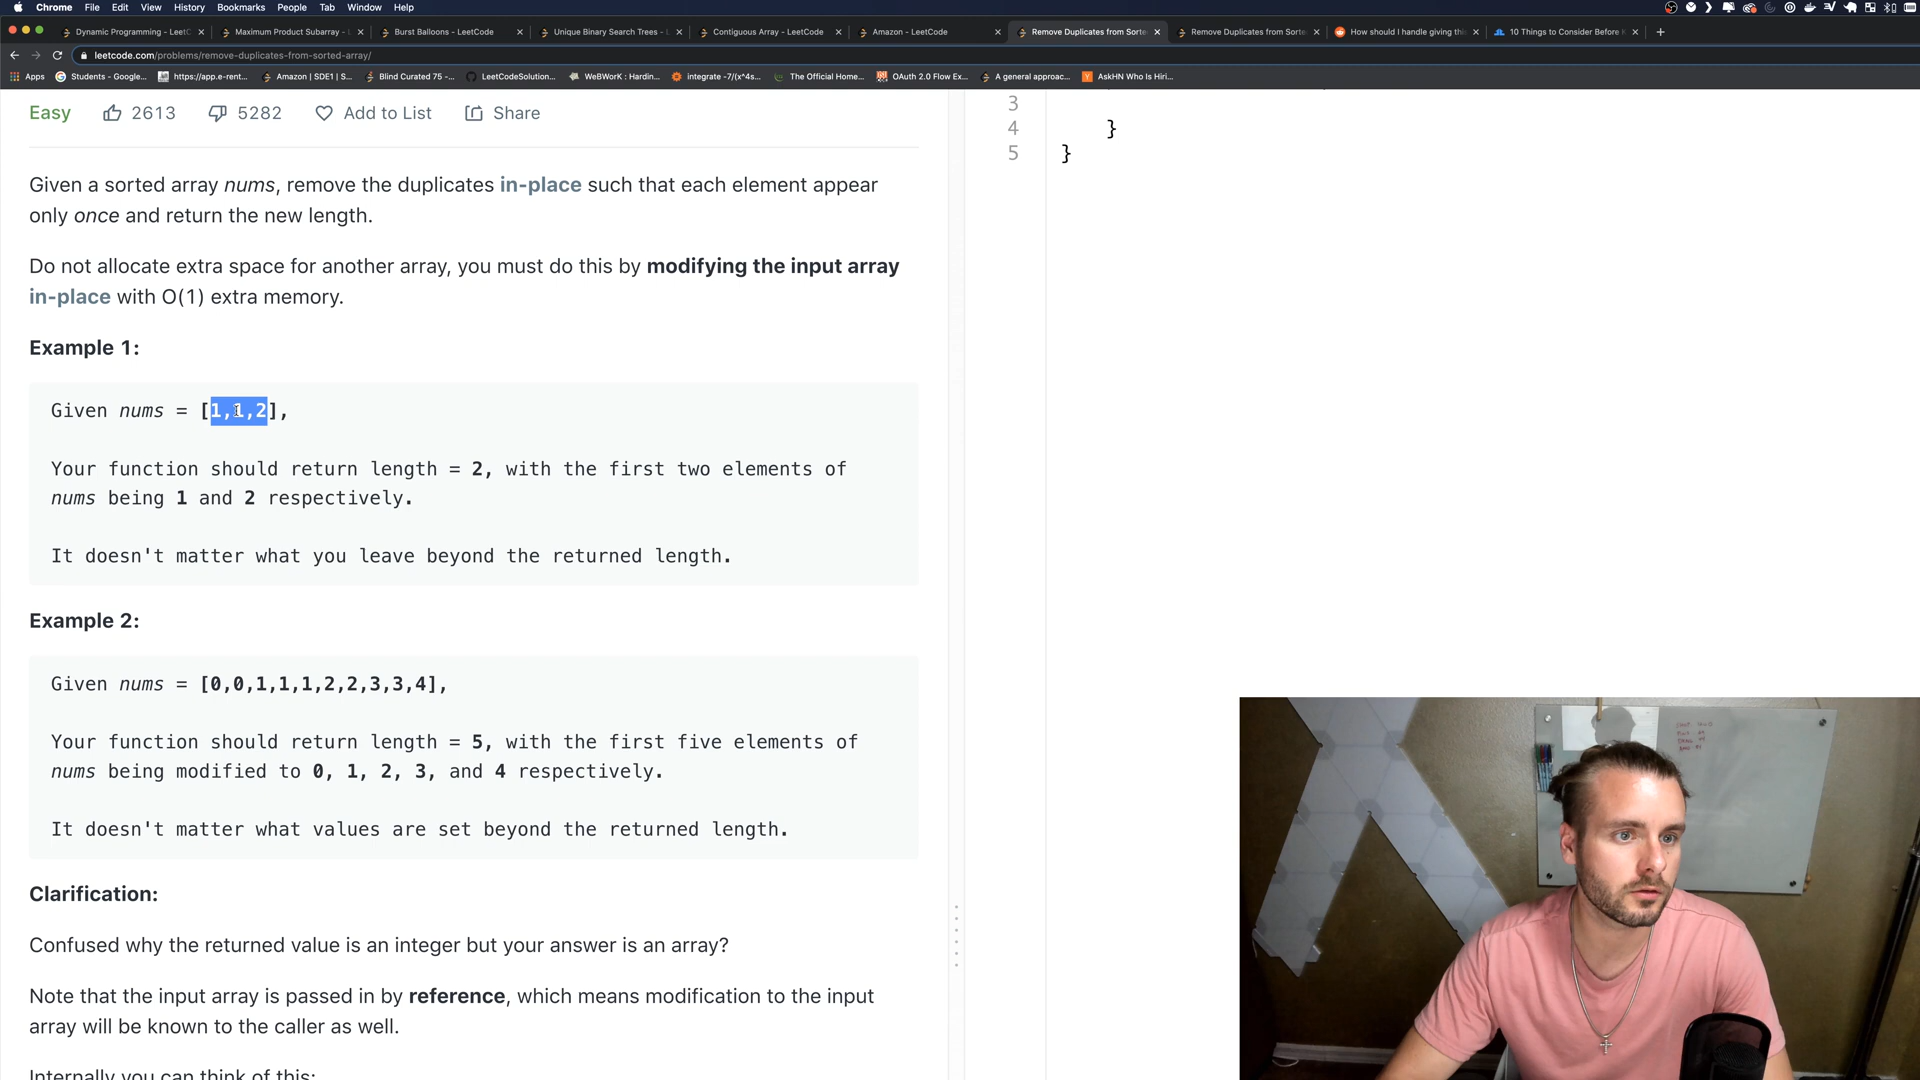 Chrome File Edit View History Bookmarks People Tab Window Help
Dynamic Programming - LeetC Maximum Product Subarray - L Burst Balloons - LeetCode Unique Binary Search Trees - L Contiguous Array - LeetCode Amazon - LeetCode Remove Duplicates from Sorte Remove Duplicates from Sorte How should I handle giving thi 10 Things to Consider Before R
leetcode.com/problems/remove-duplicates-from-sorted-array/
Apps Students - Google... https://app.e-rent... Amazon | SDE1 | S... Blind Curated 75 -... LeetCodeSolution... WeBWorK : Hardin... integrate -7/(x^4s... The Official Home... OAuth 2.0 Flow Ex... A general approac... AskHN Who Is Hiri...
Easy 2613 5282 Add to List Share
Given a sorted array nums, remove the duplicates in-place such that each element appear
only once and return the new length.
Do not allocate extra space for another array, you must do this by modifying the input array
in-place with O(1) extra memory.
Example 1:
Given nums = [1,1,2],
Your function should return length = 2, with the first two elements of
nums being 1 and 2 respectively.
It doesn't matter what you leave beyond the returned length.
Example 2:
Given nums = [0,0,1,1,1,2,2,3,3,4],
Your function should return length = 5, with the first five elements of
nums being modified to 0, 1, 2, 3, and 4 respectively.
It doesn't matter what values are set beyond the returned length.
Clarification:
Confused why the returned value is an integer but your answer is an array?
Note that the input array is passed in by reference, which means modification to the input
array will be known to the caller as well.
Internally you can think of this:
3
4 }
5 }